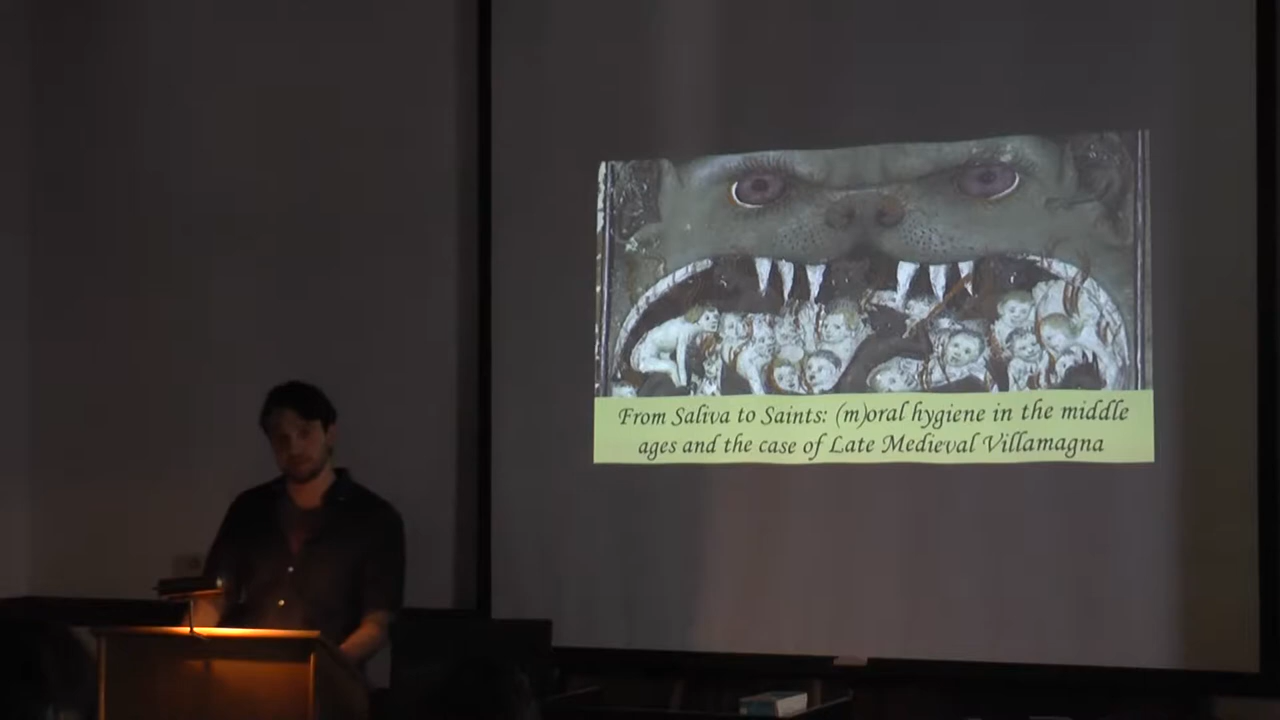 From Saliva to Saints: (m)oral hygiene in the middle
ages and the case of Late Medieval Villamagna